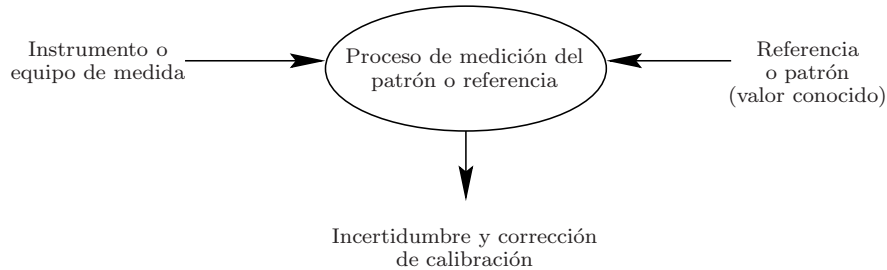 Instrumento o
equipo de medida
Proceso de medición del
patrón o referencia
Referencia
o patrón
(valor conocido)
Incertidumbre y corrección
de calibración